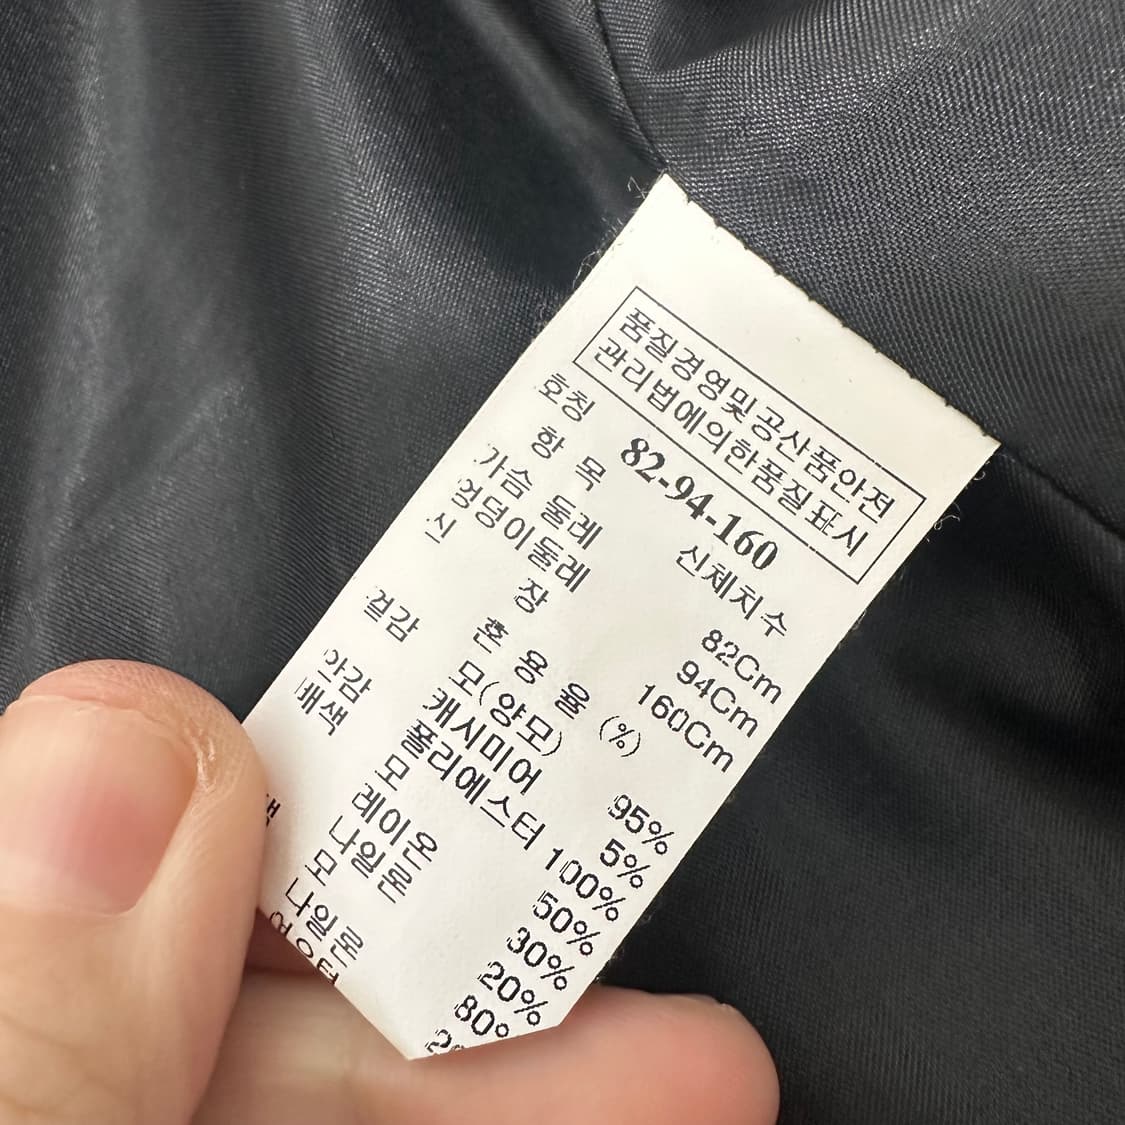 품질경영및공산품안전
관리법에의한품질표시
호칭 82-94-160
항 목 신체치수
가슴 둘레 82Cm
엉덩이둘레 94Cm
신 장 160Cm
혼 용 율 (%)
겉감 모(양모) 95%
캐시미어 5%
안감 폴리에스터 100%
배색 모 50%
레이온 30%
나일론 20%
모 80%
나일론